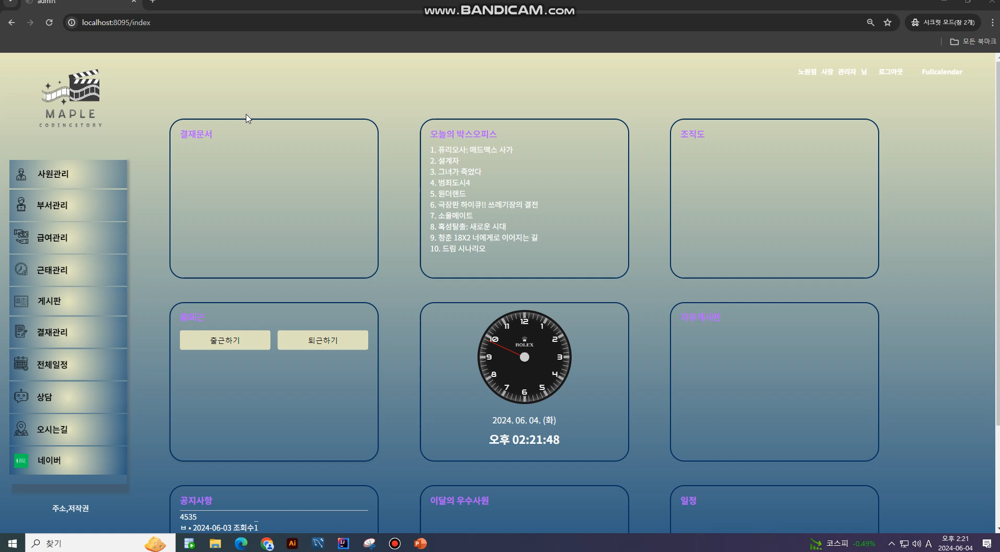 admin
www.BANDICAM.com
localhost:8095/index
시크릿 모드(창 2개)
모든 북마크
노원점 사장 관리자 님 로그아웃 Fullcalendar
MAPLE
CODINGSTORY
사원관리
부서관리
급여관리
근태관리
게시판
결재관리
전체일정
상담
오시는길
네이버
주소,저작권
결재문서
오늘의 박스오피스
1. 퓨리오사: 매드맥스 사가
2. 설계자
3. 그녀가 죽었다
4. 범죄도시4
5. 원더랜드
6. 극장판 하이큐!! 쓰레기장의 결전
7. 소울메이트
8. 혹성탈출: 새로운 시대
9. 청춘 18X2 너에게로 이어지는 길
10. 드림 시나리오
조직도
출퇴근
출근하기 퇴근하기
12
1
2
3
4
5
6
7
8
9
10
11
ROLEX
2024. 06. 04. (화)
오후 02:21:48
자유게시판
공지사항
4535
ㅂ • 2024-06-03 조회수1
이달의 우수사원
일정
찾기
Ai
IJ
P
코스피 -0.49%
A
오후 2:21
2024-06-04